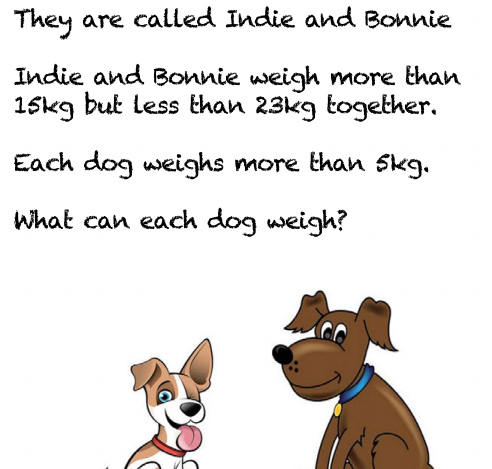 They are called Indie and Bonnie
Indie and Bonnie weigh more than
15kg but less than 23kg together.
Each dog weighs more than 5kg.
What can each dog weigh?